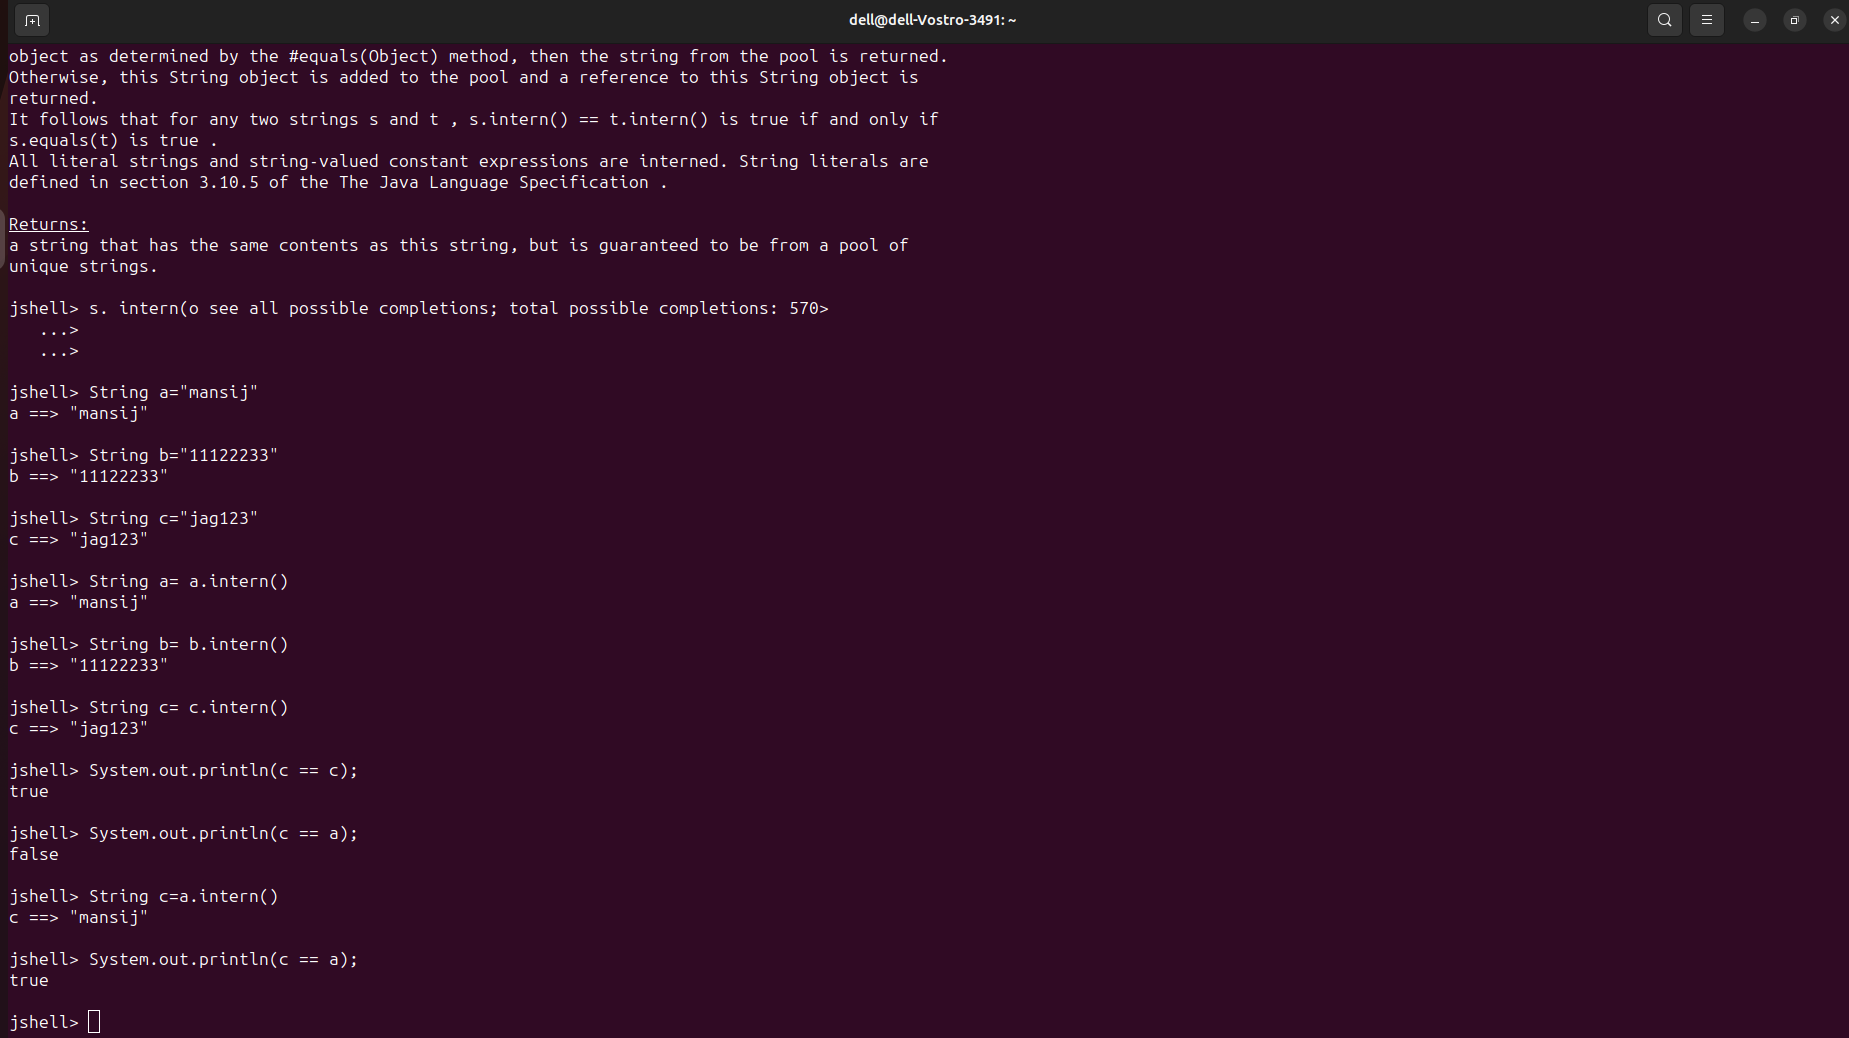 dell@dell-Vostro-3491: ~
object as determined by the #equals(Object) method, then the string from the pool is returned.
Otherwise, this String object is added to the pool and a reference to this String object is
returned.
It follows that for any two strings s and t , s.intern() == t.intern() is true if and only if
s.equals(t) is true .
All literal strings and string-valued constant expressions are interned. String literals are
defined in section 3.10.5 of the The Java Language Specification .
Returns:
a string that has the same contents as this string, but is guaranteed to be from a pool of
unique strings.
jshell> s. intern(o see all possible completions; total possible completions: 570>
...>
...>
jshell> String a="mansij"
a ==> "mansij"
jshell> String b="11122233"
b ==> "11122233"
jshell> String c="jag123"
c ==> "jag123"
jshell> String a= a.intern()
a ==> "mansij"
jshell> String b= b.intern()
b ==> "11122233"
jshell> String c= c.intern()
c ==> "jag123"
jshell> System.out.println(c == c);
true
jshell> System.out.println(c == a);
false
jshell> String c=a.intern()
c ==> "mansij"
jshell> System.out.println(c == a);
true
jshell>